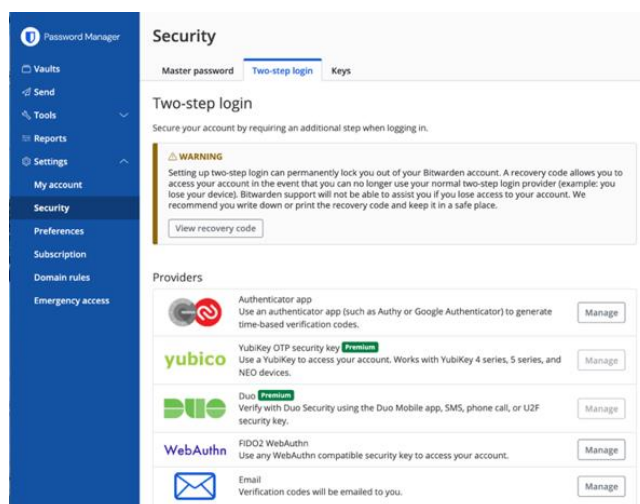 Password Manager
Vaults
Send
Tools
Reports
Settings
My account
Security
Preferences
Subscription
Domain rules
Emergency access
Security
Master password Two-step login Keys
Two-step login
Secure your account by requiring an additional step when logging in.
WARNING
Setting up two-step login can permanently lock you out of your Bitwarden account. A recovery code allows you to
access your account in the event that you can no longer use your normal two-step login provider (example: you
lose your device). Bitwarden support will not be able to assist you if you lose access to your account. We
recommend you write down or print the recovery code and keep it in a safe place.
View recovery code
Providers
Authenticator app
Use an authenticator app (such as Authy or Google Authenticator) to generate
time-based verification codes.
Manage
yubico
YubiKey OTP security key Premium
Use a YubiKey to access your account. Works with YubiKey 4 series, 5 series, and
NEO devices.
Manage
DUO
Duo Premium
Verify with Duo Security using the Duo Mobile app, SMS, phone call, or U2F
security key.
Manage
WebAuthn
FIDO2 WebAuthn
Use any WebAuthn compatible security key to access your account.
Manage
Email
Verification codes will be emailed to you.
Manage